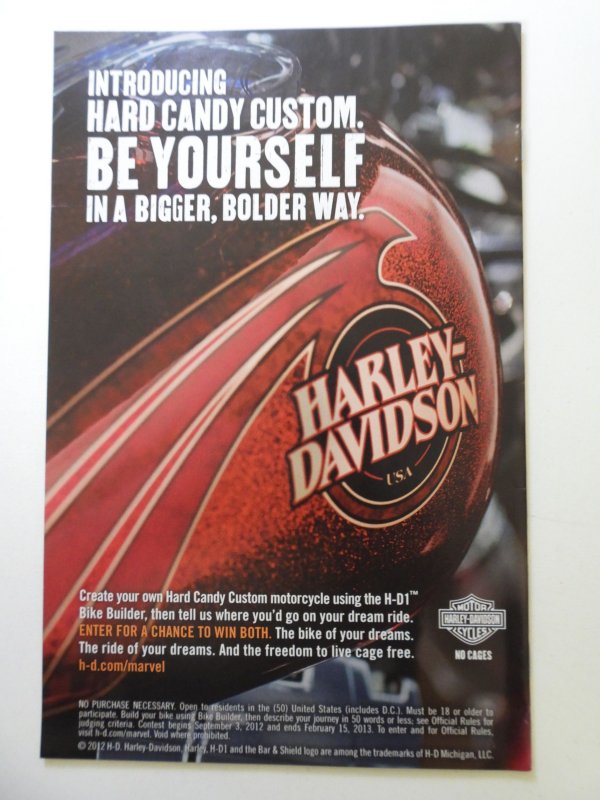 INTRODUCING
HARD CANDY CUSTOM.
BE YOURSELF
IN A BIGGER, BOLDER WAY.
HARLEY-
DAVIDSON
USA
Create your own Hard Candy Custom motorcycle using the H-D1™
Bike Builder, then tell us where you'd go on your dream ride.
ENTER FOR A CHANCE TO WIN BOTH. The bike of your dreams.
The ride of your dreams. And the freedom to live cage free.
h-d.com/marvel
MOTOR
HARLEY-DAVIDSON
CYCLES
NO CAGES
NO PURCHASE NECESSARY. Open to residents in the (50) United States (includes D.C.). Must be 18 or older to
participate. Build your bike using Bike Builder, then describe your journey in 50 words or less; see Official Rules for
judging criteria. Contest begins September 3, 2012 and ends February 15, 2013. To enter and for Official Rules,
visit h-d.com/marvel. Void where prohibited.
© 2012 H-D. Harley-Davidson, Harley, H-D1 and the Bar & Shield logo are among the trademarks of H-D Michigan, LLC.